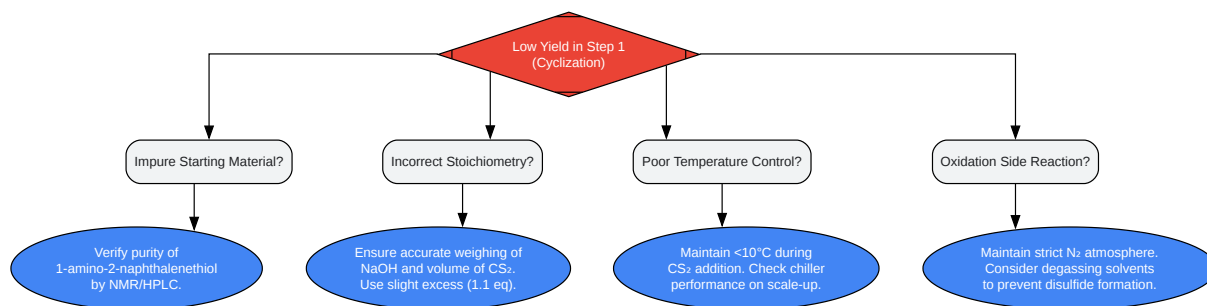 Low Yield in Step 1
(Cyclization)
Impure Starting Material?
Incorrect Stoichiometry?
Poor Temperature Control?
Oxidation Side Reaction?
Verify purity of
1-amino-2-naphthalenethiol
by NMR/HPLC.
Ensure accurate weighing of
NaOH and volume of CS₂.
Use slight excess (1.1 eq).
Maintain <10°C during
CS₂ addition. Check chiller
performance on scale-up.
Maintain strict N₂ atmosphere.
Consider degassing solvents
to prevent disulfide formation.